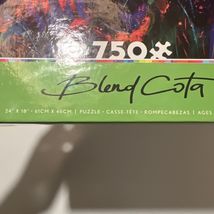 750
Blend Cota
24" X 18" • 61CM X 46CM | PUZZLE • CASSE-TÊTE • ROMPECABEZAS | AGES